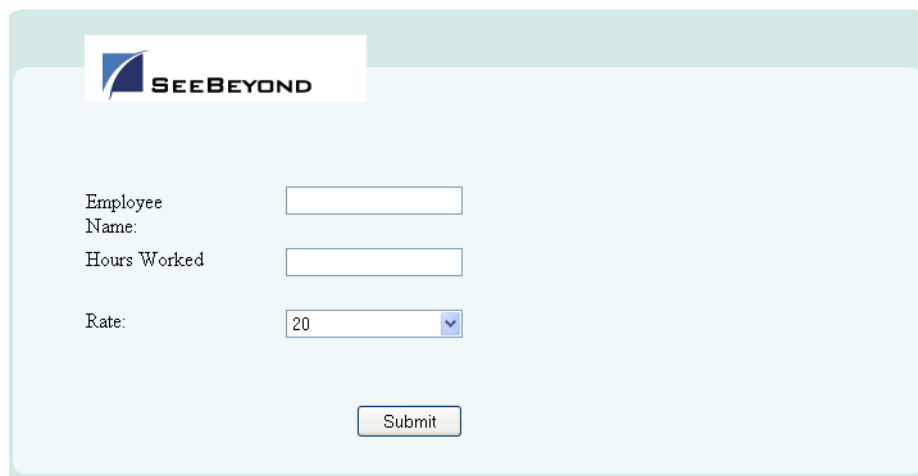 SEEBEYOND
Employee
Name:
Hours Worked
Rate:
20
Submit